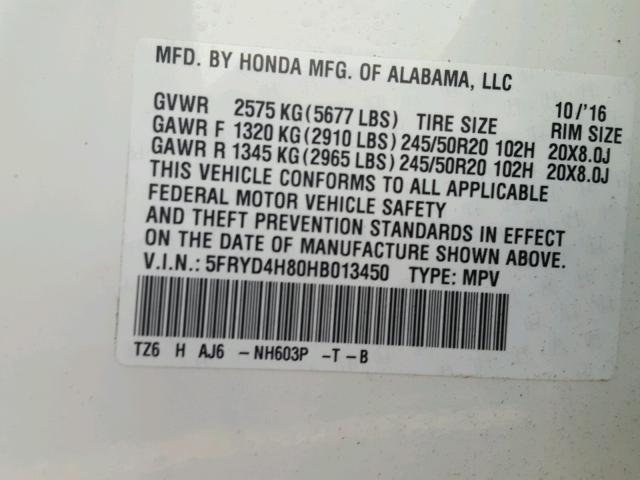 MFD. BY HONDA MFG. OF ALABAMA, LLC
10/'16
GVWR 2575 KG(5677 LBS) TIRE SIZE RIM SIZE
GAWR F 1320 KG(2910 LBS) 245/50R20 102H 20X8.0J
GAWR R 1345 KG(2965 LBS) 245/50R20 102H 20X8.0J
THIS VEHICLE CONFORMS TO ALL APPLICABLE
FEDERAL MOTOR VEHICLE SAFETY
AND THEFT PREVENTION STANDARDS IN EFFECT
ON THE DATE OF MANUFACTURE SHOWN ABOVE.
V.I.N.: 5FRYD4H80HB013450 TYPE: MPV
TZ6 H AJ6 -NH603P -T-B